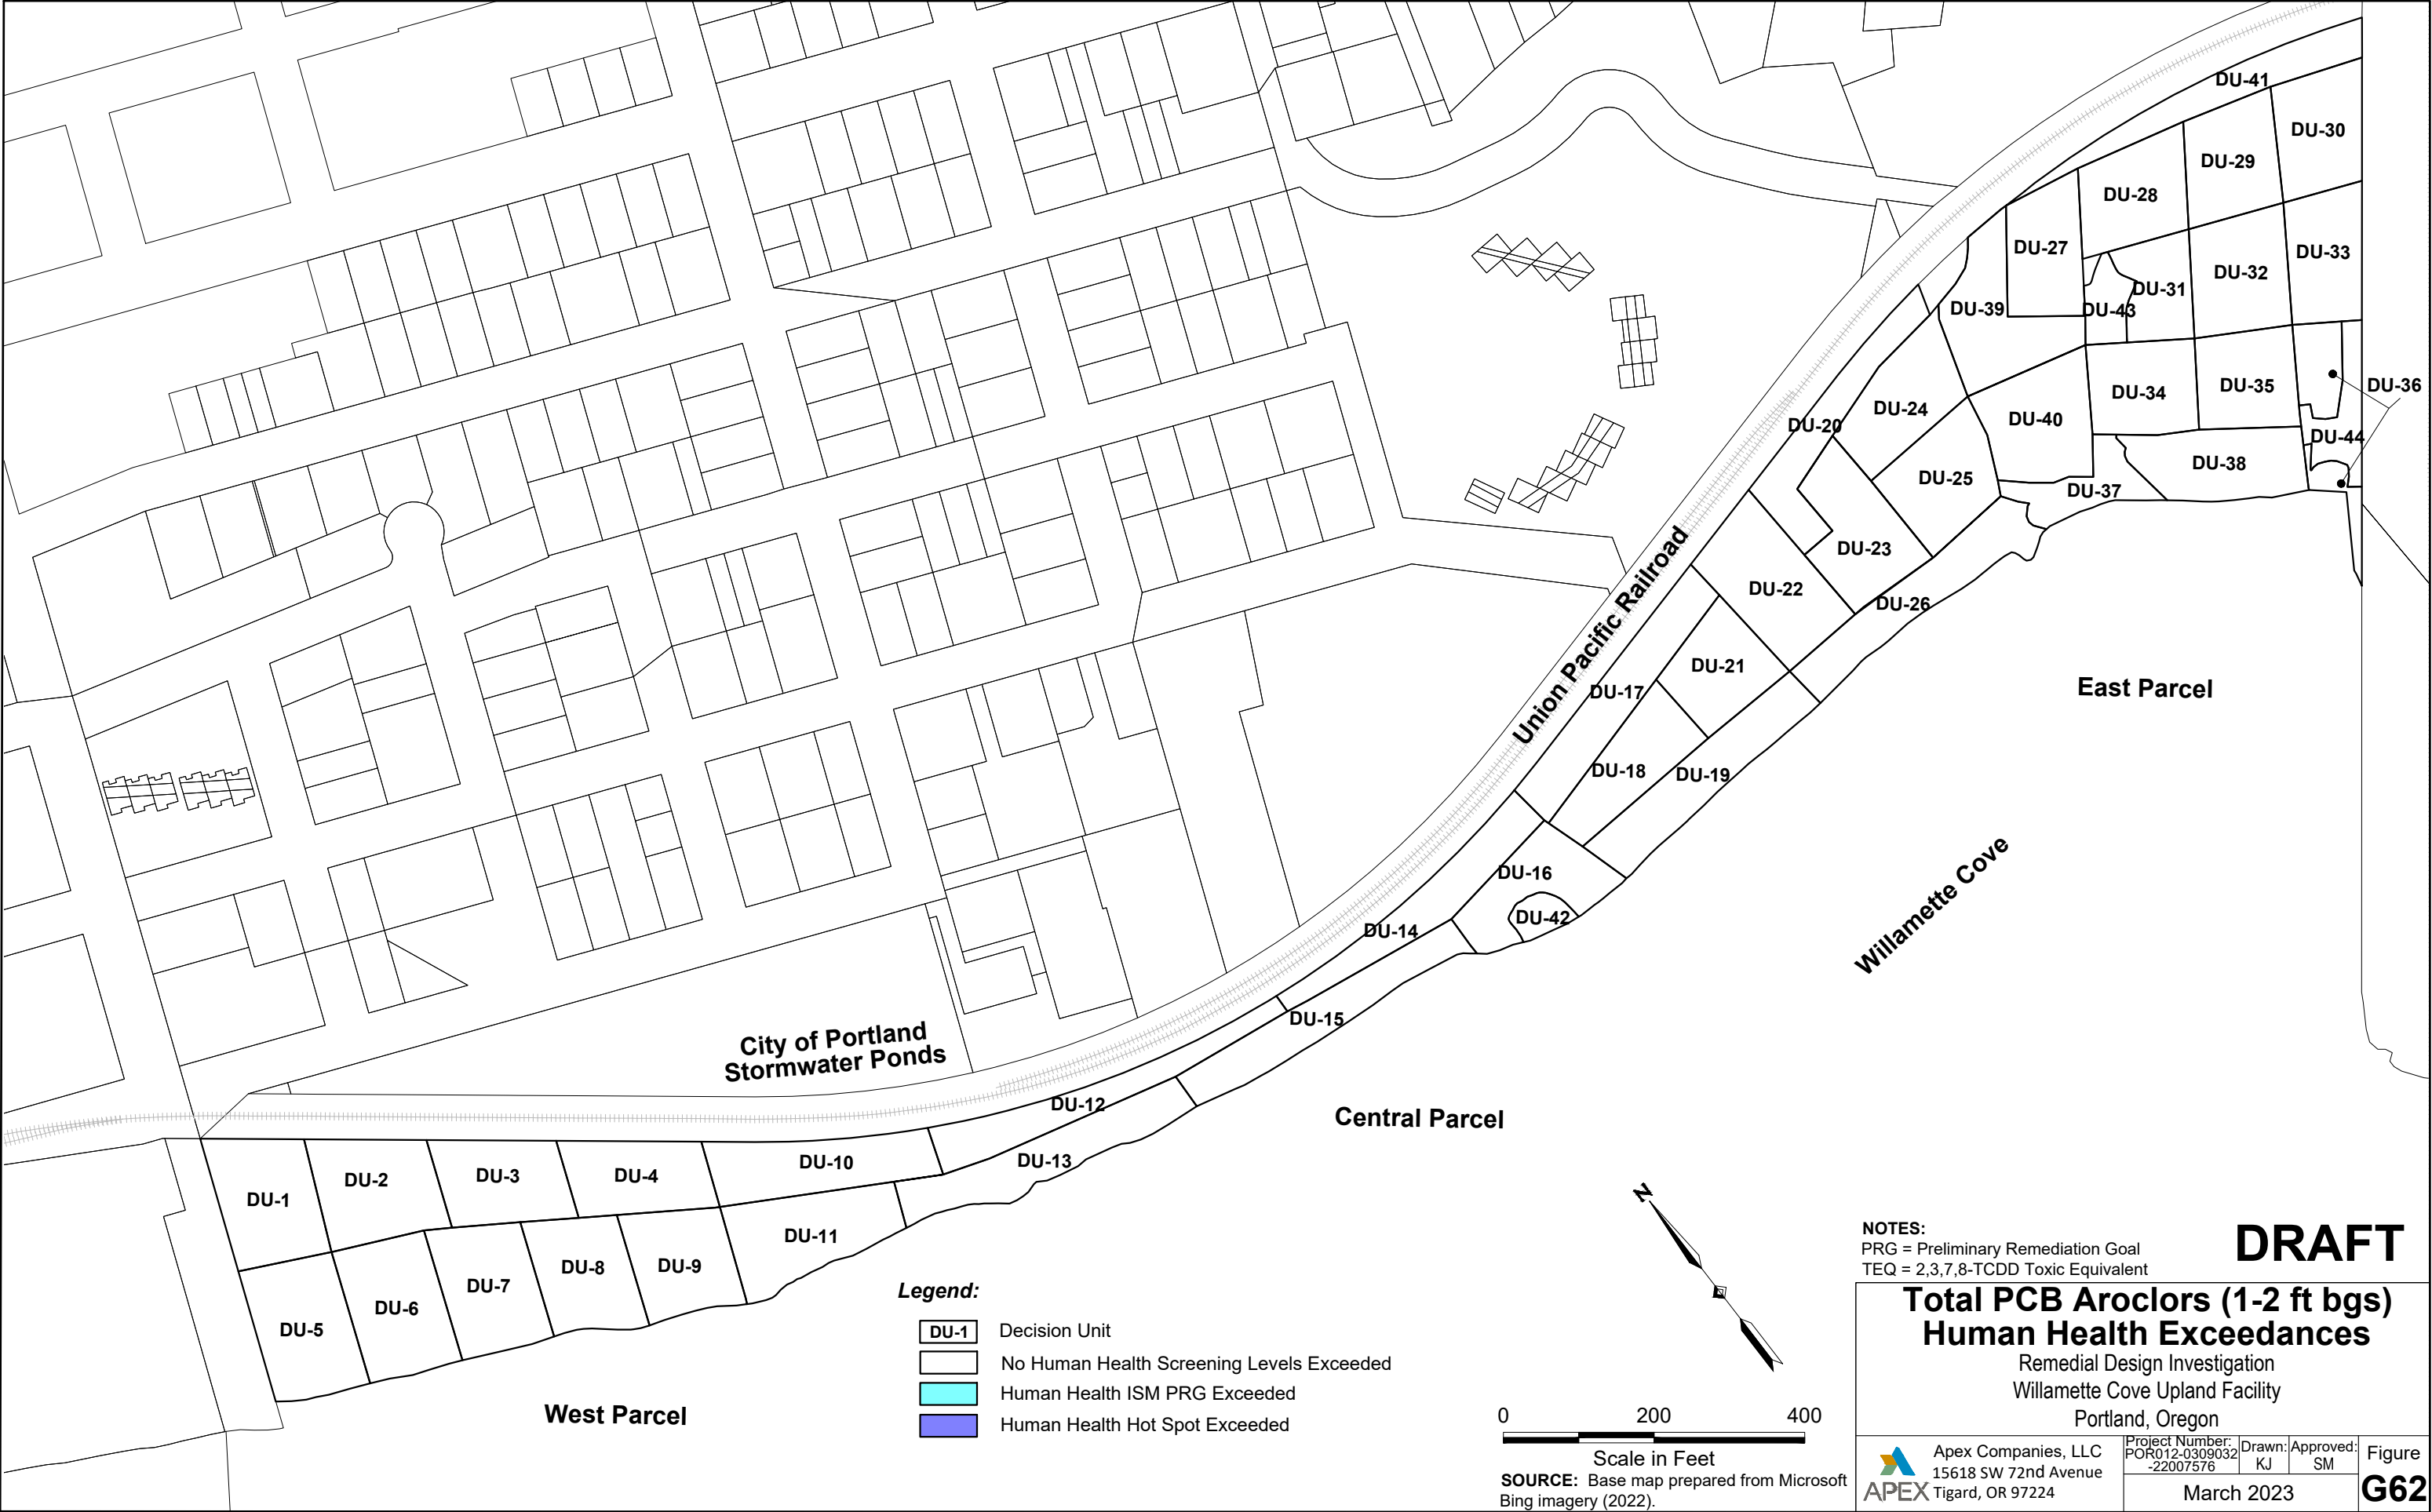 DU-41
DU-30
DU-29
DU-28
DU-27
DU-33
DU-32
DU-31
DU-43
DU-39
DU-36
DU-35
DU-34
DU-24
DU-40
DU-20
DU-44
DU-38
DU-25
DU-37
DU-23
DU-22
DU-26
Union Pacific Railroad
DU-21
DU-17
East Parcel
DU-18
DU-19
DU-16
DU-42
DU-14
Willamette Cove
DU-15
City of Portland
Stormwater Ponds
DU-12
Central Parcel
DU-13
DU-10
DU-4
DU-3
DU-2
DU-1
DU-11
DU-9
DU-8
DU-7
DU-6
DU-5
West Parcel
N
Legend:
DU-1 Decision Unit
No Human Health Screening Levels Exceeded
Human Health ISM PRG Exceeded
Human Health Hot Spot Exceeded
0 200 400
Scale in Feet
SOURCE: Base map prepared from Microsoft
Bing imagery (2022).
NOTES:
PRG = Preliminary Remediation Goal
TEQ = 2,3,7,8-TCDD Toxic Equivalent
DRAFT
Total PCB Aroclors (1-2 ft bgs)
Human Health Exceedances
Remedial Design Investigation
Willamette Cove Upland Facility
Portland, Oregon
APEX
Apex Companies, LLC
15618 SW 72nd Avenue
Tigard, OR 97224
Project Number:
POR012-0309032
-22007576
Drawn:
KJ
Approved:
SM
March 2023
Figure
G62